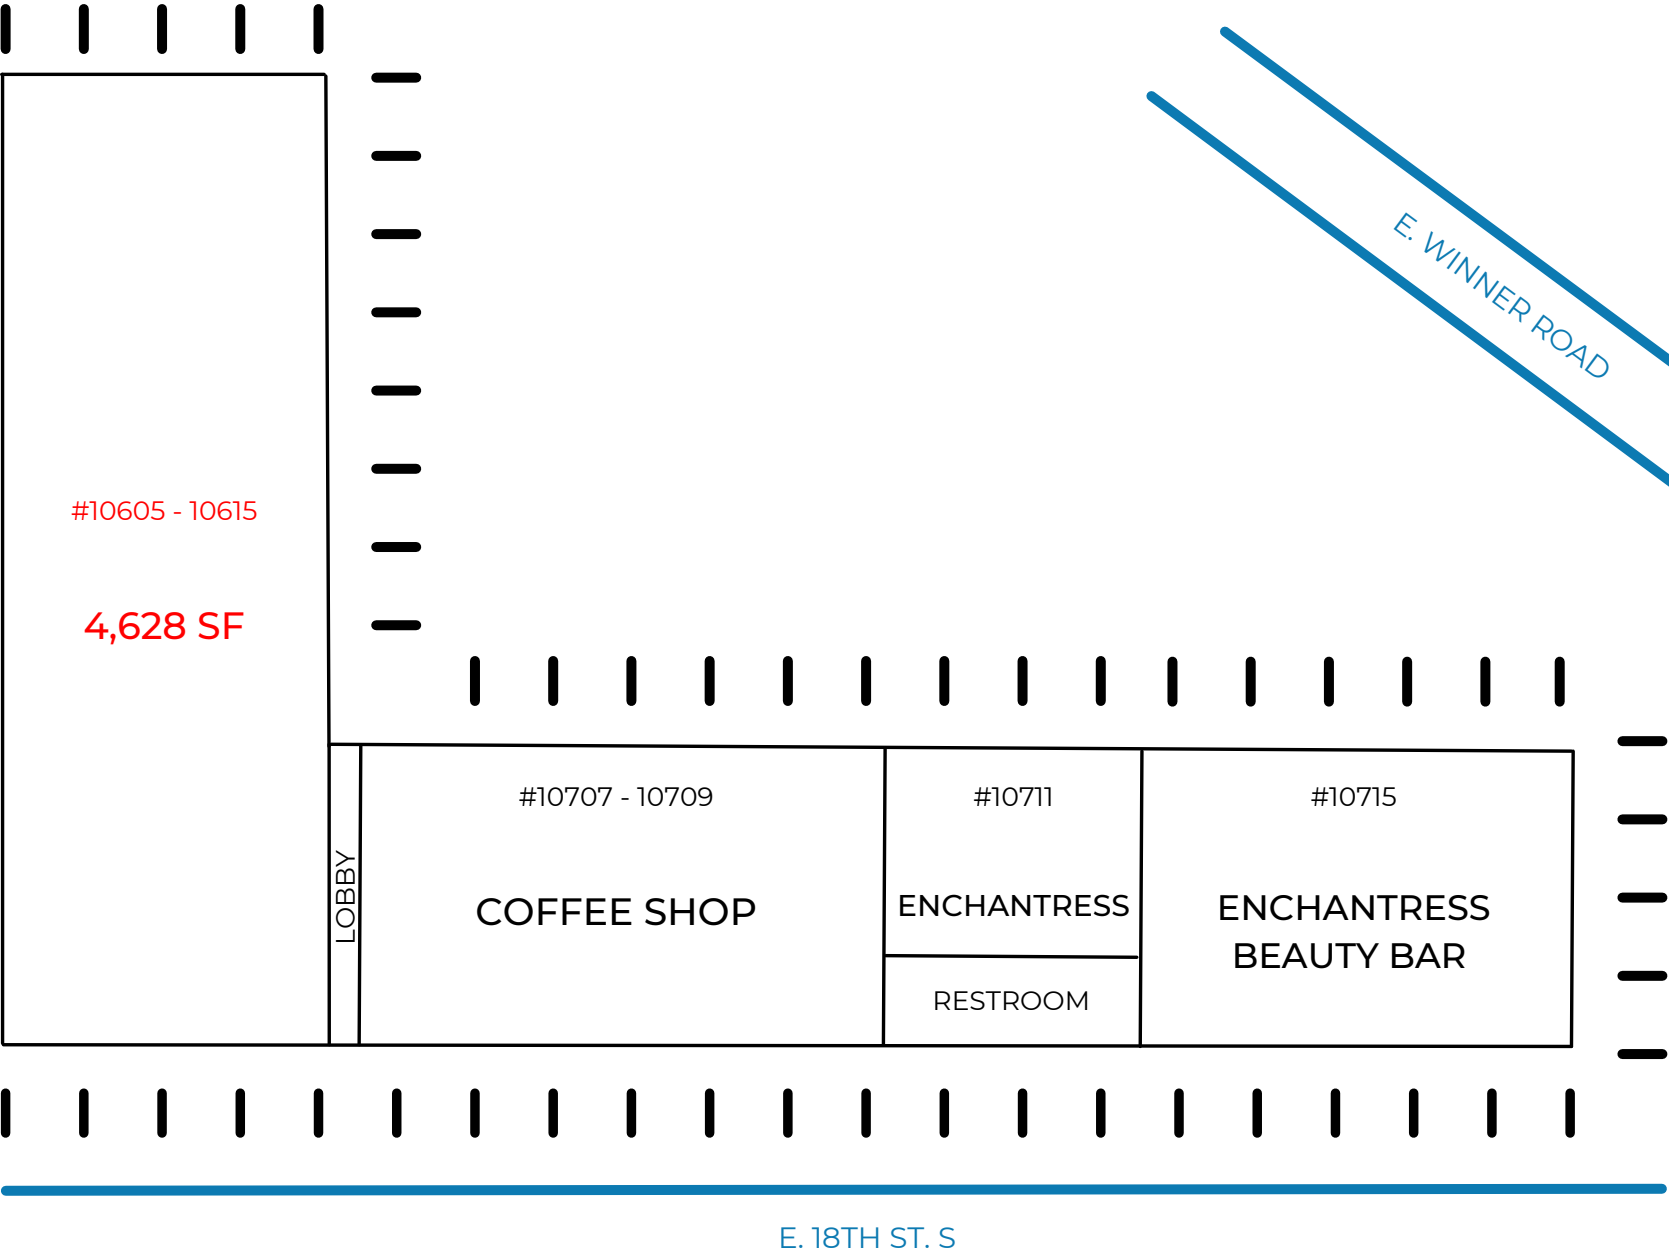 E. WINNER ROAD
#10605 - 10615
4,628 SF
LOBBY
#10707 - 10709
COFFEE SHOP
#10711
ENCHANTRESS
RESTROOM
#10715
ENCHANTRESS
BEAUTY BAR
E. 18TH ST. S